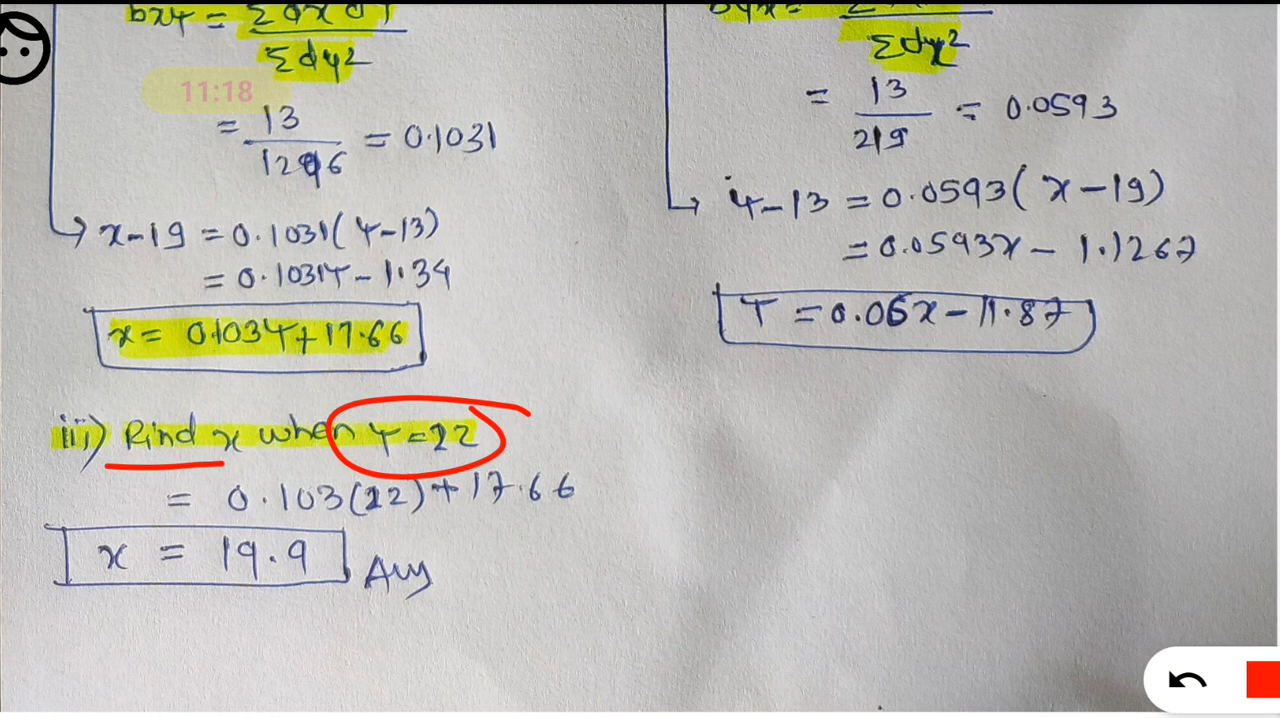 bxy = Σdxdy
Σdy²
11:18
= 13
126 = 0.1031
x-19 = 0.1031(Y-13)
= 0.1031Y - 1.34
x = 0.103Y+17.66
iii) Find x when Y=22
= 0.103(22)+17.66
x = 19.9 Ans
Σdx²
= 13
219 = 0.0593
Y-13 = 0.0593(x-19)
= 0.0593x - 1.1267
Y = 0.06x - 11.87